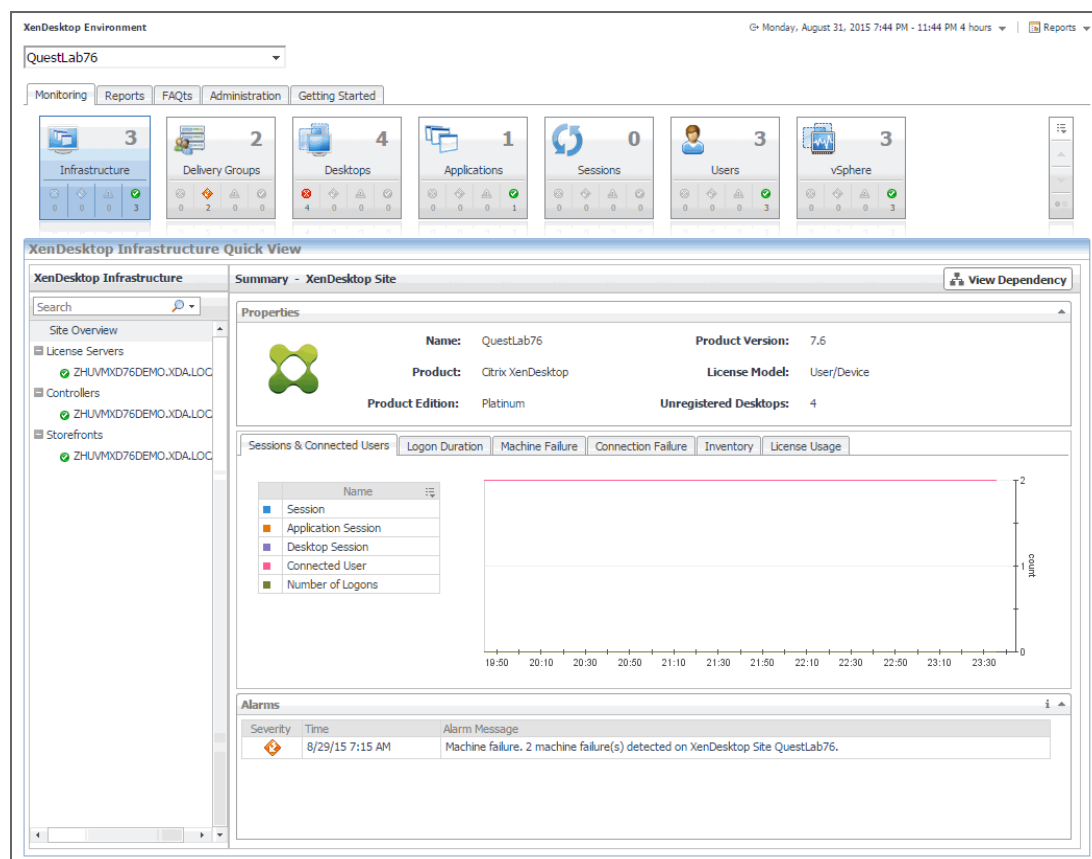 XenDesktop Environment
Monday, August 31, 2015 7:44 PM - 11:44 PM 4 hours
Reports
QuestLab76
Monitoring Reports FAQts Administration Getting Started
3 2 4 1 0 3 3
Infrastructure Delivery Groups Desktops Applications Sessions Users vSphere
0 0 0 3 0 2 0 0 4 0 0 0 0 0 0 1 0 0 0 0 0 0 0 3 0 0 0 3
XenDesktop Infrastructure Quick View
XenDesktop Infrastructure
Search
Site Overview
License Servers
ZHUVMXD76DEMO.XDA.LOC
Controllers
ZHUVMXD76DEMO.XDA.LOC
Storefronts
ZHUVMXD76DEMO.XDA.LOC
Summary - XenDesktop Site
View Dependency
Properties
Name: QuestLab76 Product Version: 7.6
Product: Citrix XenDesktop License Model: User/Device
Product Edition: Platinum Unregistered Desktops: 4
Sessions & Connected Users Logon Duration Machine Failure Connection Failure Inventory License Usage
Name
Session
Application Session
Desktop Session
Connected User
Number of Logons
2
1
0
count
19:50 20:10 20:30 20:50 21:10 21:30 21:50 22:10 22:30 22:50 23:10 23:30
Alarms
i
Severity Time Alarm Message
8/29/15 7:15 AM Machine failure. 2 machine failure(s) detected on XenDesktop Site QuestLab76.